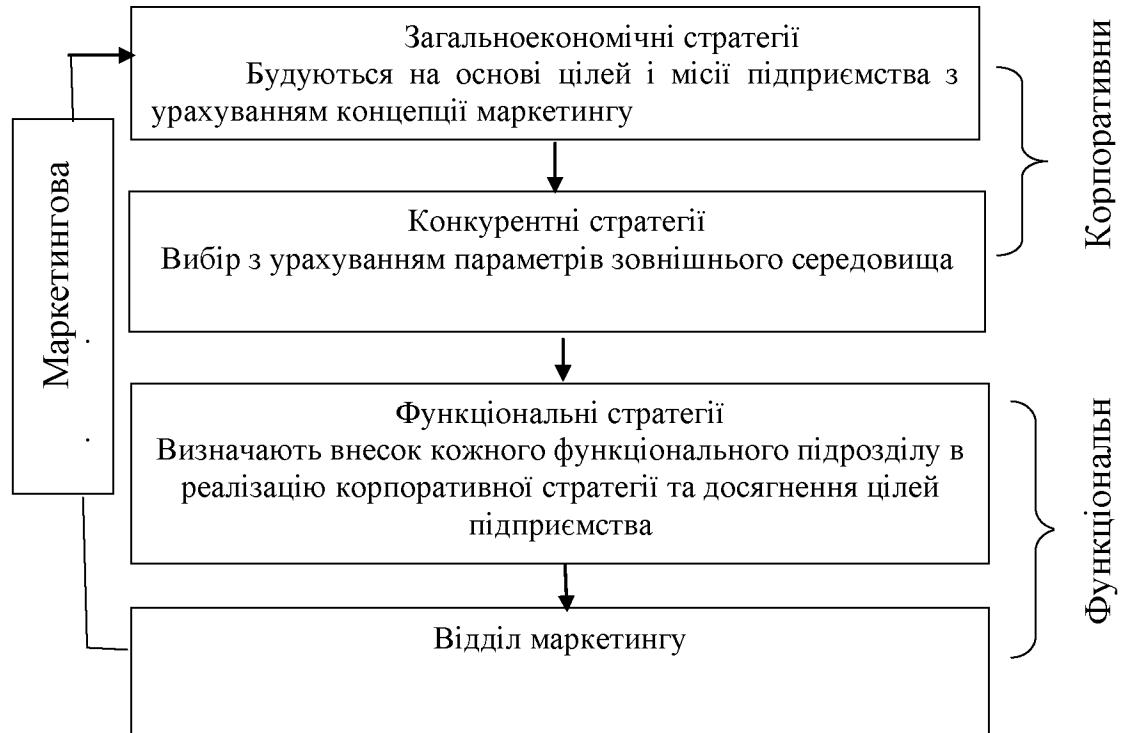 Загальноекономічні стратегії
Будуються на основі цілей і місії підприємства з
урахуванням концепції маркетингу
Корпоративни
Маркетингова
Конкурентні стратегії
Вибір з урахуванням параметрів зовнішнього середовища
Функціональні стратегії
Визначають внесок кожного функціонального підрозділу в
реалізацію корпоративної стратегії та досягнення цілей
підприємства
Функціональн
Відділ маркетингу